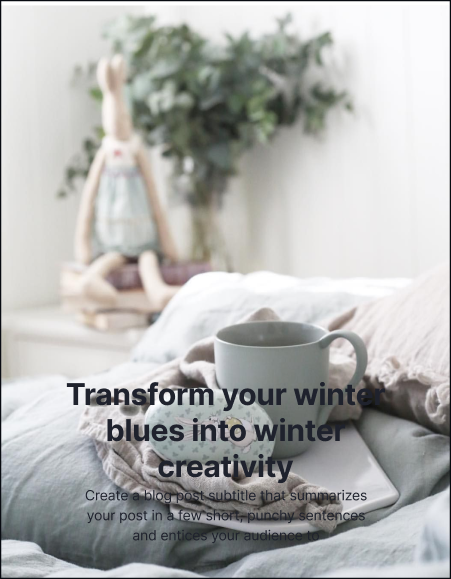 Transform your winter
blues into winter
creativity
Create a blog post subtitle that summarizes
your post in a few short, punchy sentences
and entices your audience to